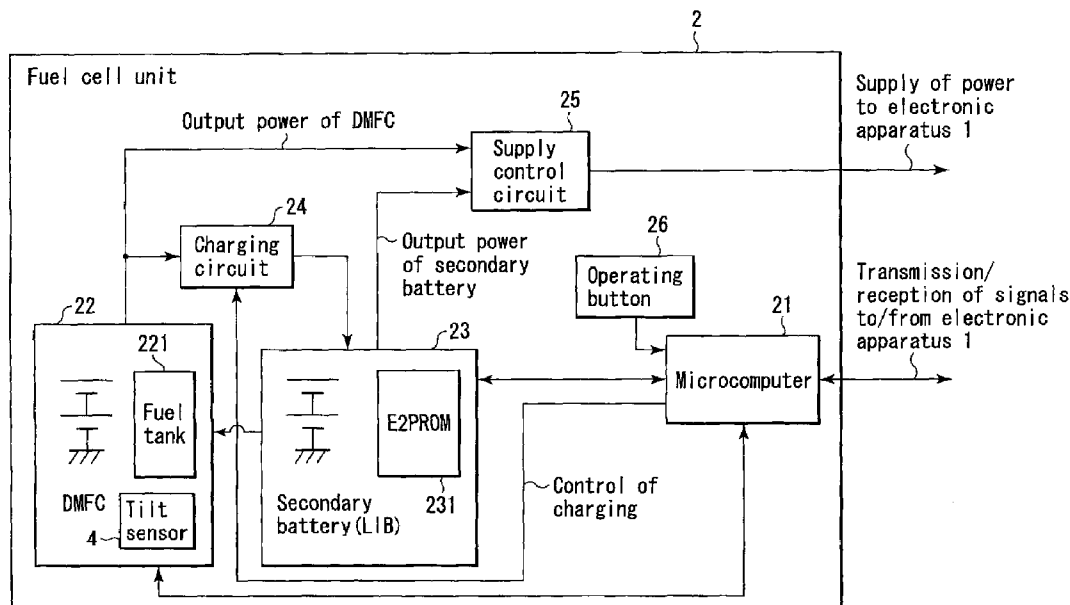 2
Fuel cell unit
Output power of DMFC
25
Supply
control
circuit
Supply of power
to electronic
apparatus 1
24
Charging
circuit
Output power
of secondary
battery
26
Operating
button
Transmission/
reception of signals
to/from electronic
apparatus 1
22
221
Fuel
tank
DMFC
4
Tilt
sensor
23
E2PROM
231
Secondary
battery(LIB)
21
Microcomputer
Control of
charging